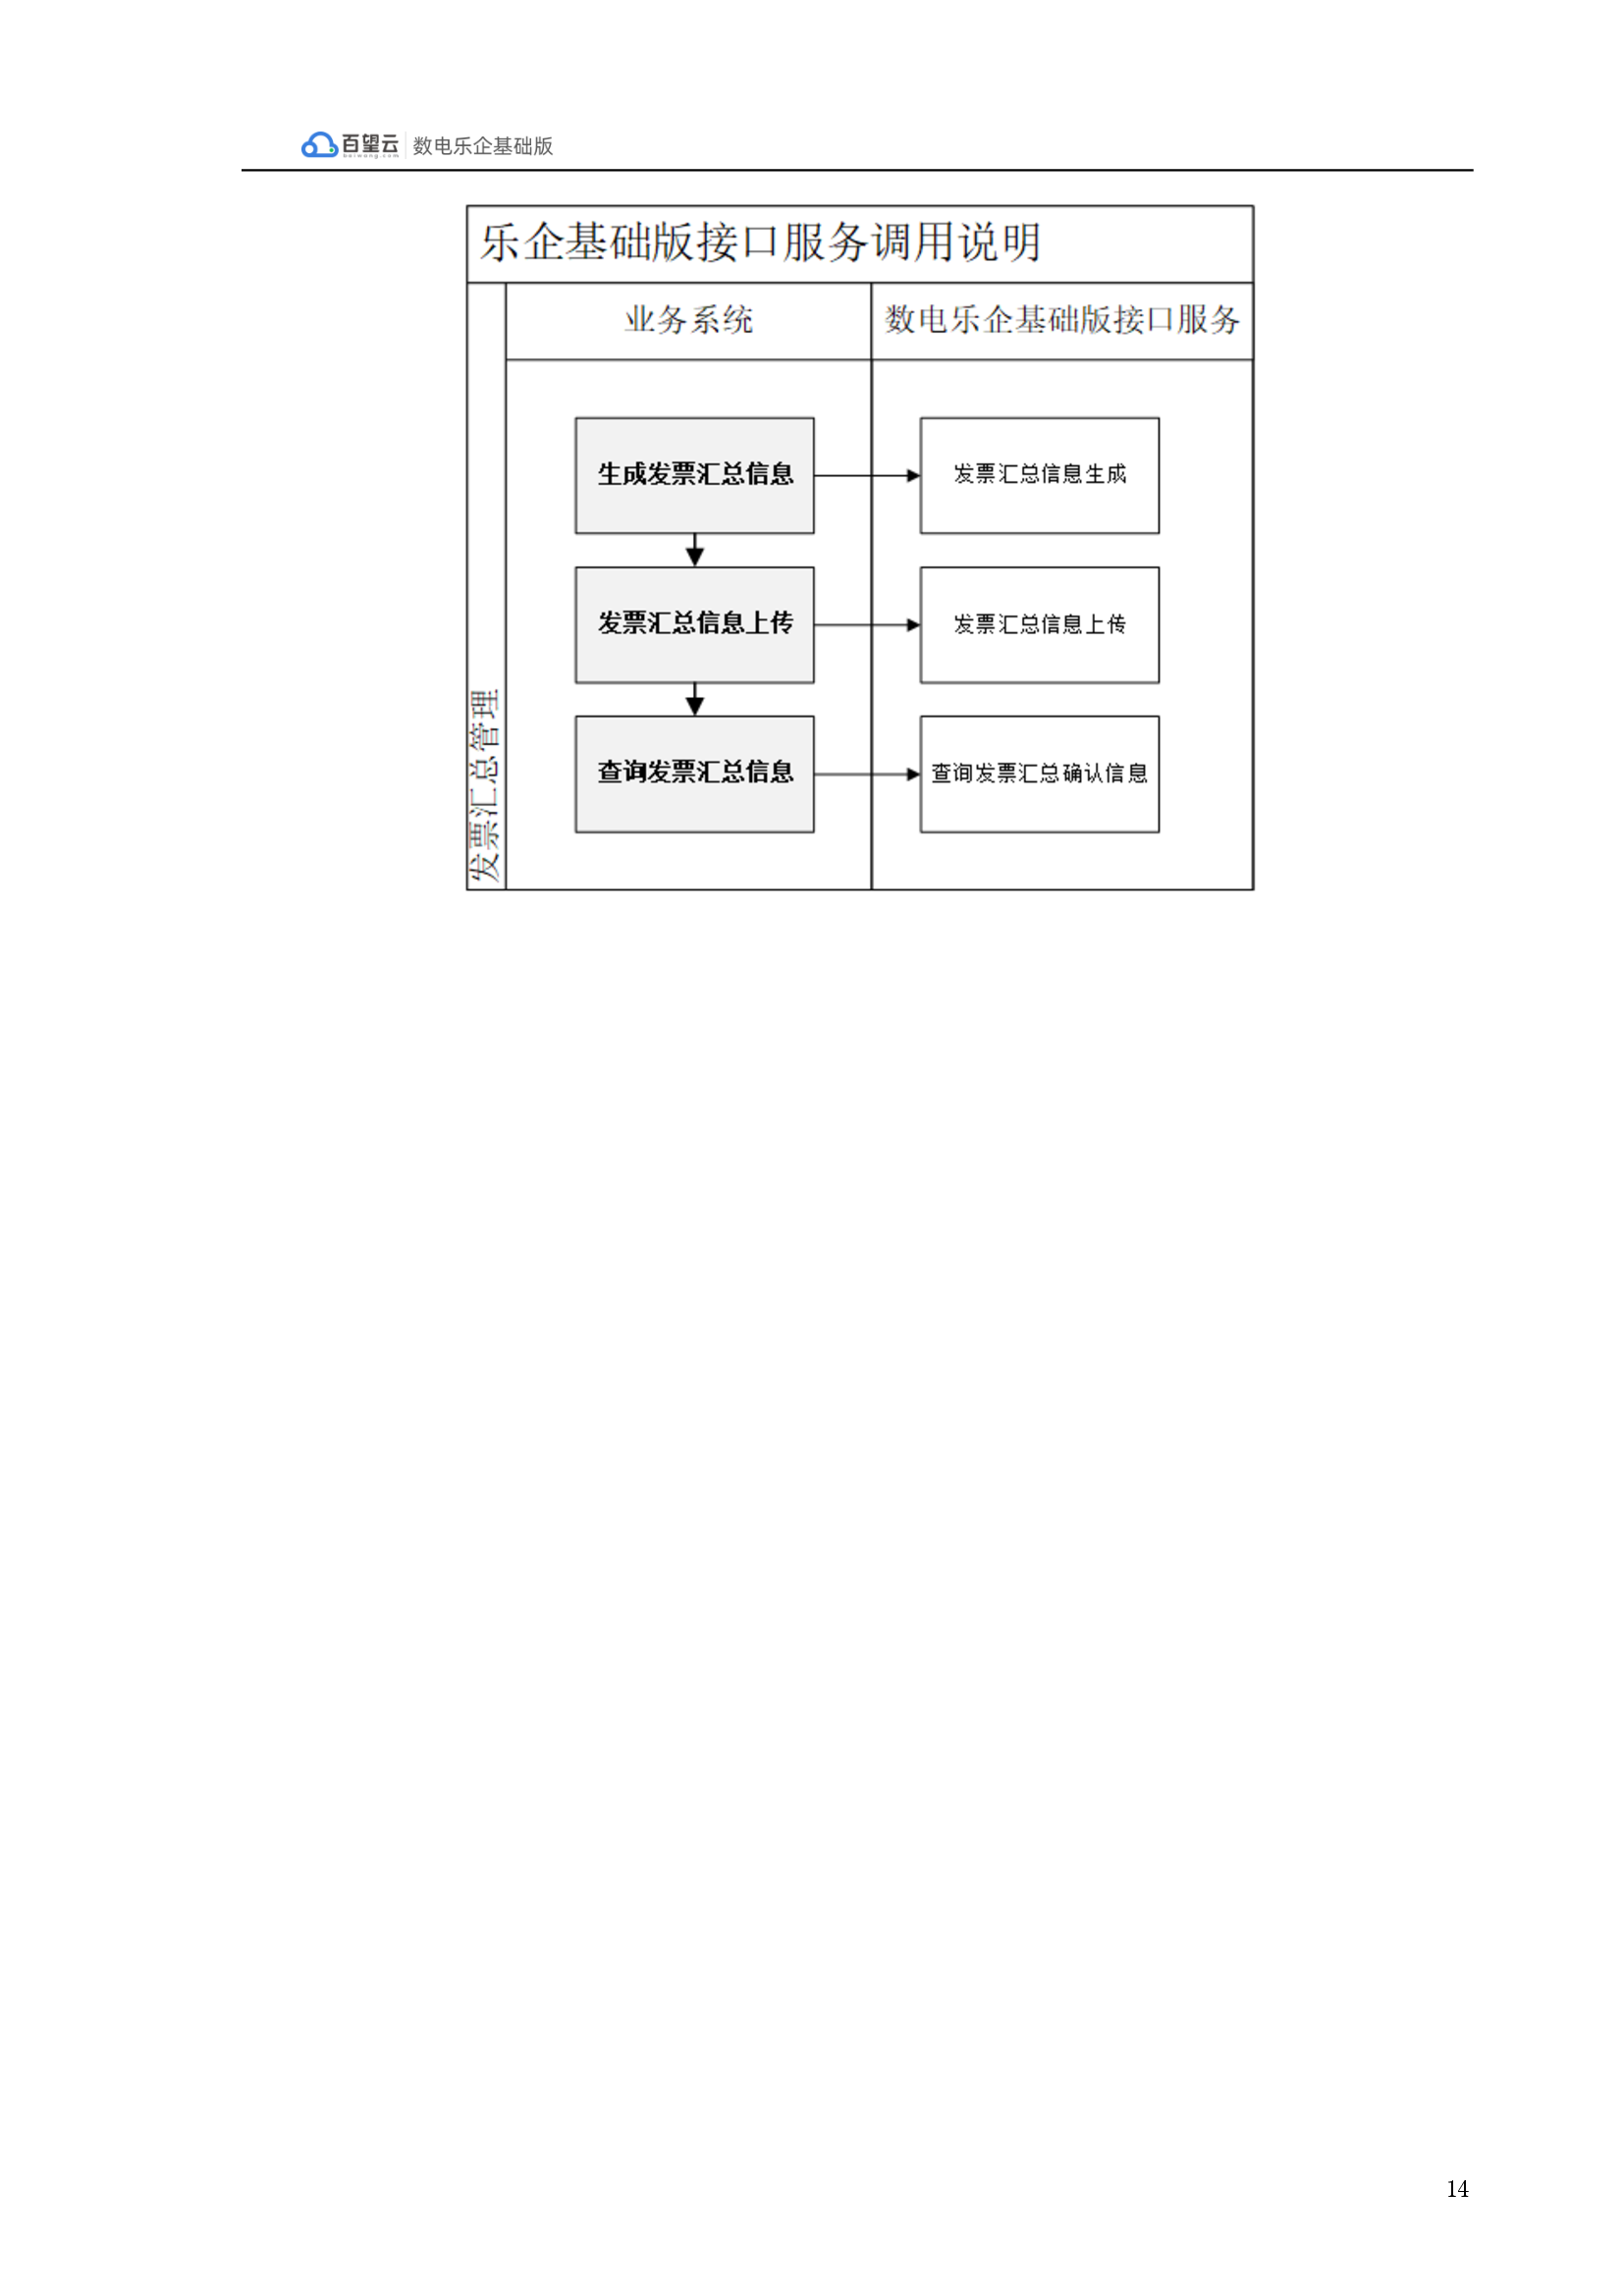 百望云 数电乐企基础版
baiwang.com
乐企基础版接口服务调用说明
业务系统 数电乐企基础版接口服务
生成发票汇总信息 发票汇总信息生成
发票汇总信息上传 发票汇总信息上传
查询发票汇总信息 查询发票汇总确认信息
发票汇总管理
14